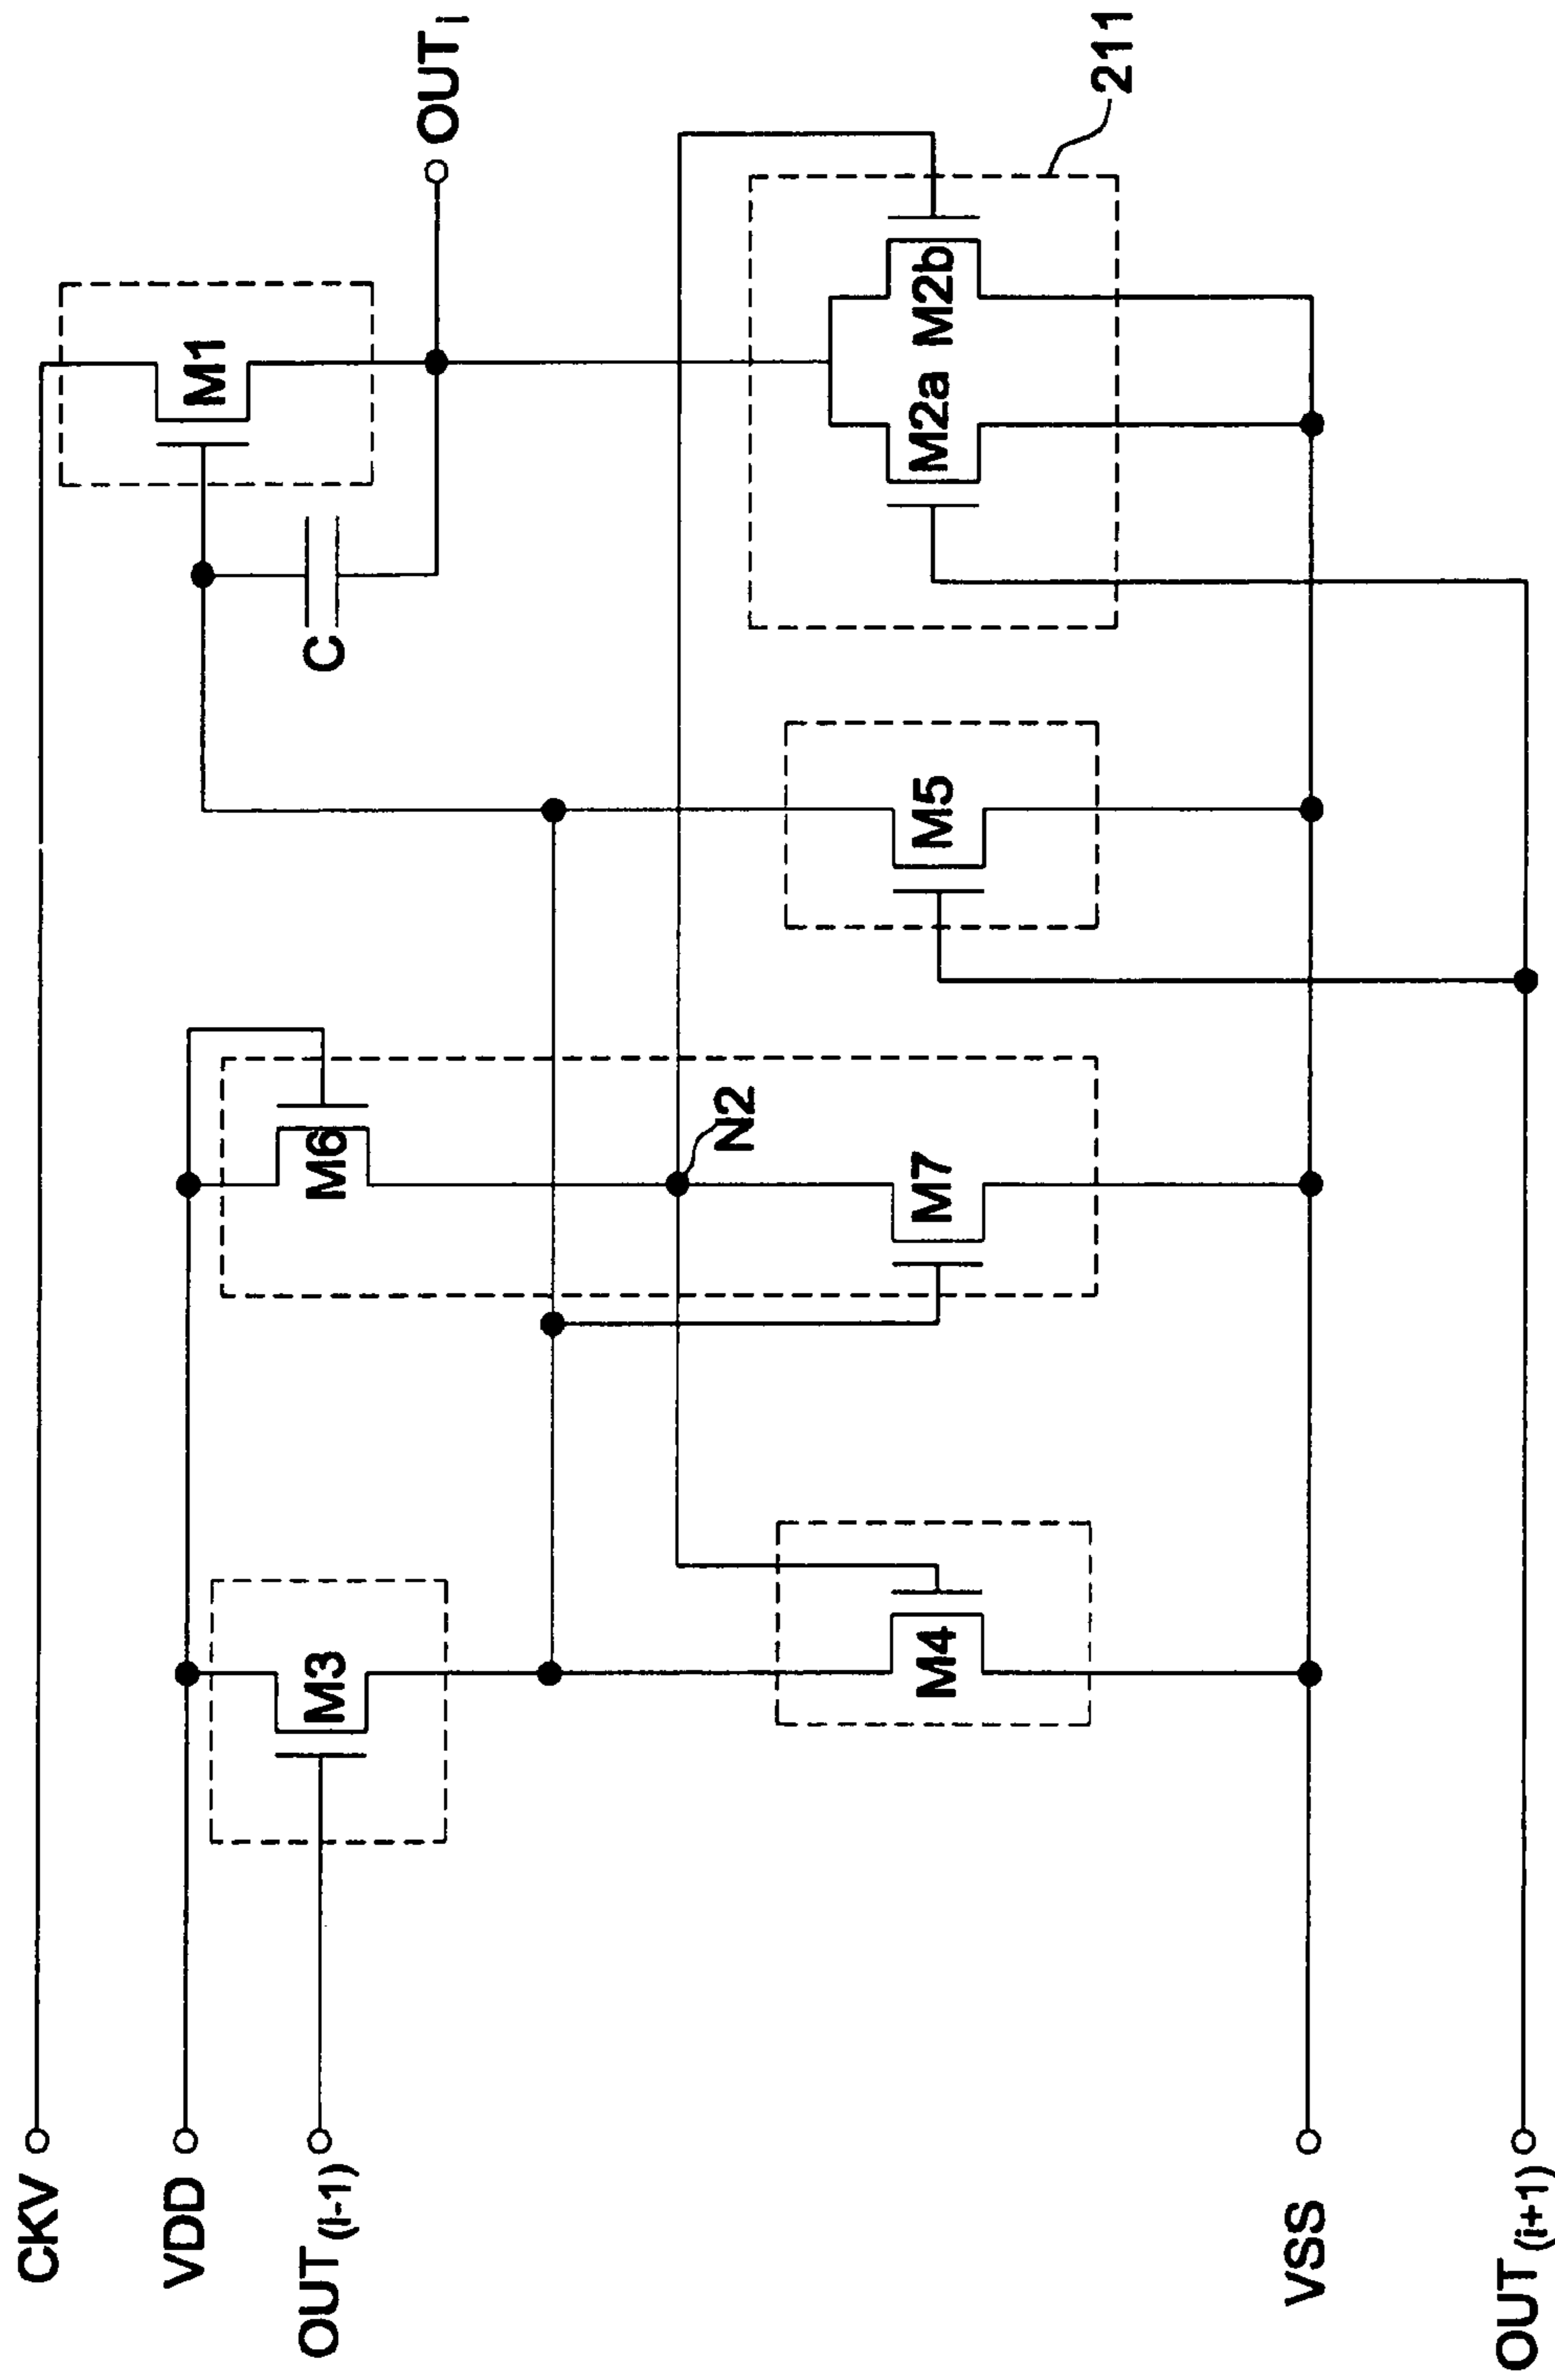 CKV
VDD
OUT(i-1)
VSS
OUT(i+1)
M3
M4
M6
N2
M7
M5
C
M1
M2a
M2b
OUTi
211